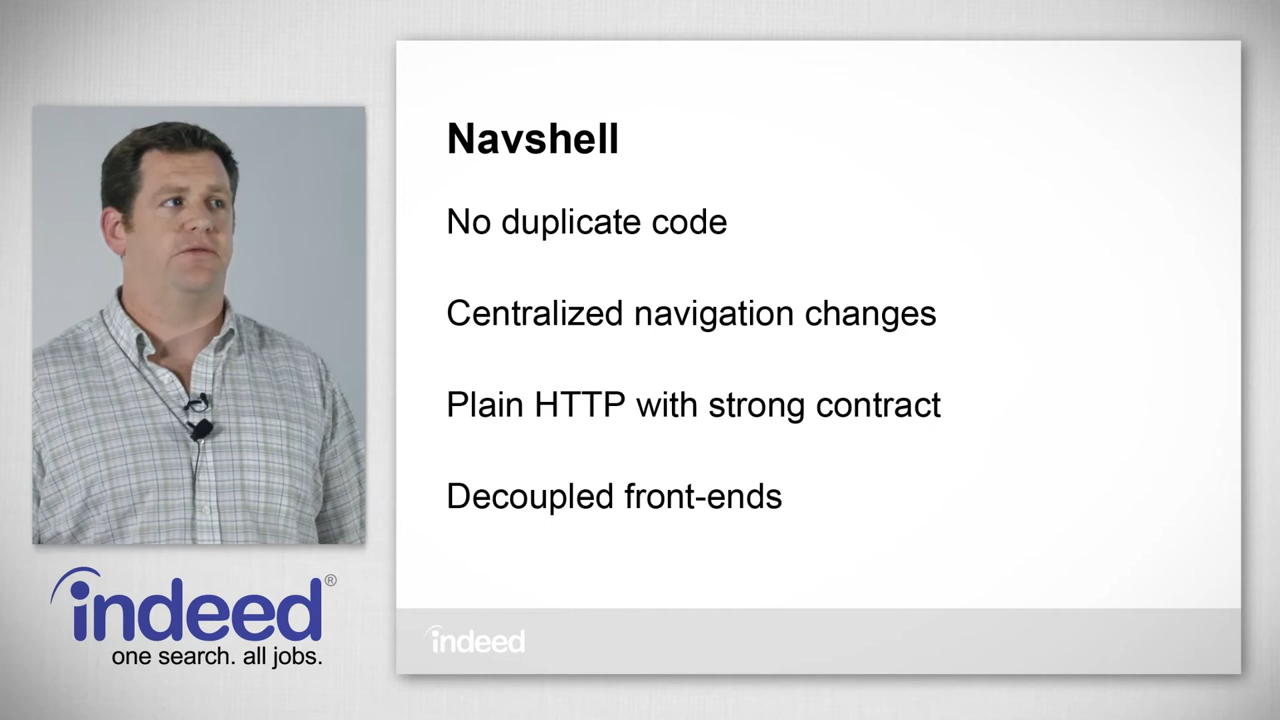 Navshell
No duplicate code
Centralized navigation changes
Plain HTTP with strong contract
Decoupled front-ends
indeed®
one search. all jobs.
indeed